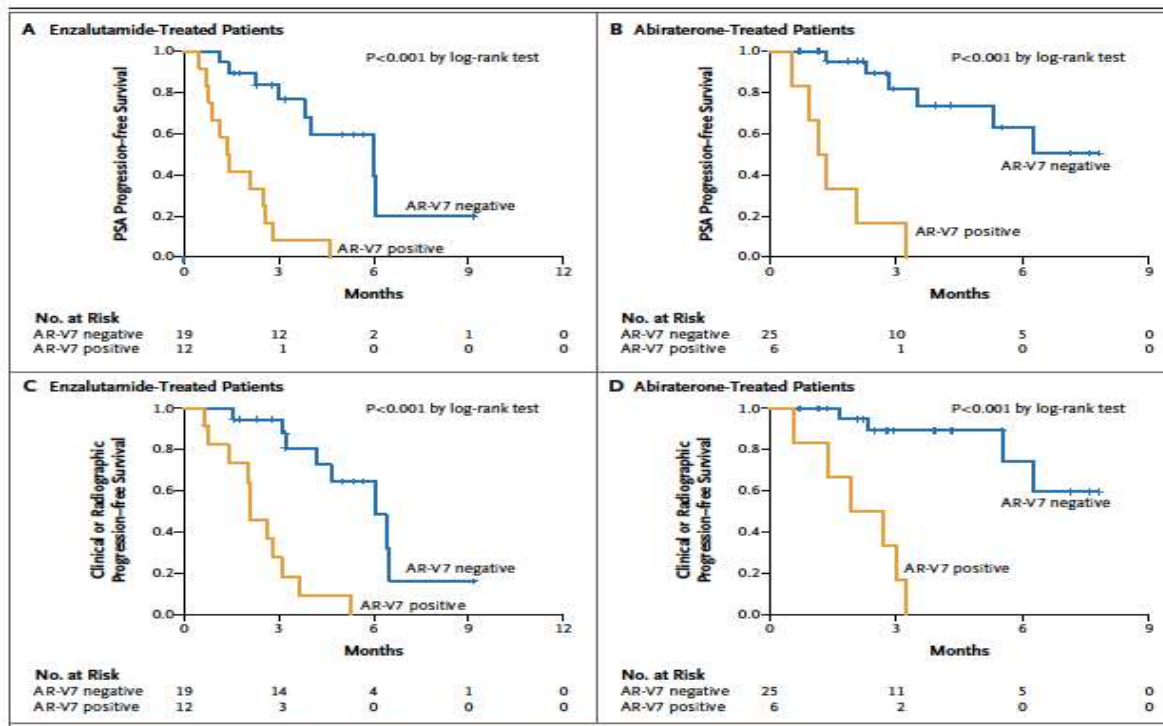 A Enzalutamide-Treated Patients
P<0.001 by log-rank test
PSA Progression–free Survival
1.0
0.8
0.6
0.4
0.2
0.0
AR-V7 negative
AR-V7 positive
0 3 6 9 12
Months
No. at Risk
AR-V7 negative 19 12 2 1 0
AR-V7 positive 12 1 0 0 0
B Abiraterone-Treated Patients
P<0.001 by log-rank test
PSA Progression–free Survival
1.0
0.8
0.6
0.4
0.2
0.0
AR-V7 negative
AR-V7 positive
0 3 6 9
Months
No. at Risk
AR-V7 negative 25 10 5 0
AR-V7 positive 6 1 0 0
C Enzalutamide-Treated Patients
P<0.001 by log-rank test
Clinical or Radiographic
Progression–free Survival
1.0
0.8
0.6
0.4
0.2
0.0
AR-V7 negative
AR-V7 positive
0 3 6 9 12
Months
No. at Risk
AR-V7 negative 19 14 4 1 0
AR-V7 positive 12 3 0 0 0
D Abiraterone-Treated Patients
P<0.001 by log-rank test
Clinical or Radiographic
Progression–free Survival
1.0
0.8
0.6
0.4
0.2
0.0
AR-V7 negative
AR-V7 positive
0 3 6 9
Months
No. at Risk
AR-V7 negative 25 11 5 0
AR-V7 positive 6 2 0 0